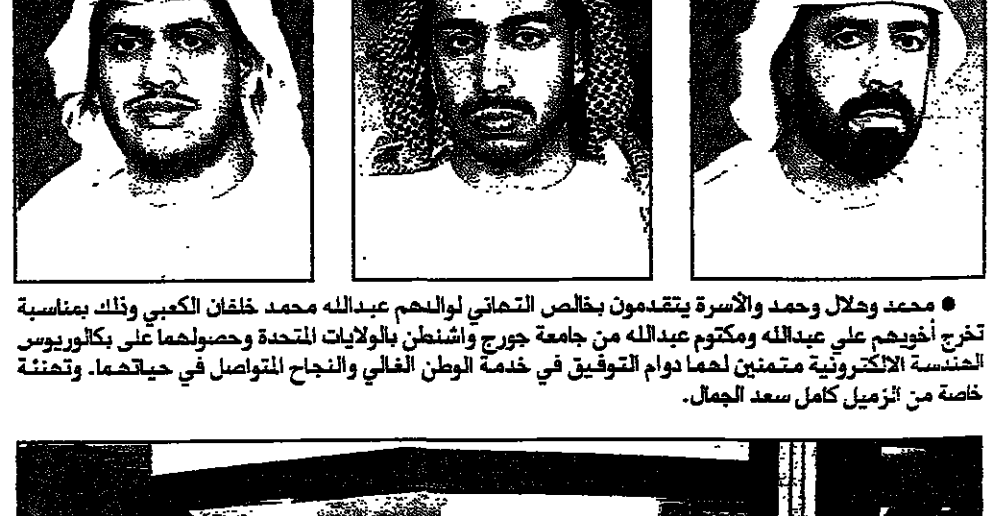 ● محمد وهلال وحمد والأسرة يتقدمون بخالص التهاني لوالدهم عبدالله محمد خلفان الكعبي وذلك بمناسبة
تخرج أخويهم علي عبدالله ومكتوم عبدالله من جامعة جورج واشنطن بالولايات المتحدة وحصولهما على بكالوريوس
الهندسة الالكترونية متمنين لهما دوام التوفيق في خدمة الوطن الغالي والنجاح المتواصل في حياتهما. وتهنئة
خاصة من الزميل كامل سعد الجمال.